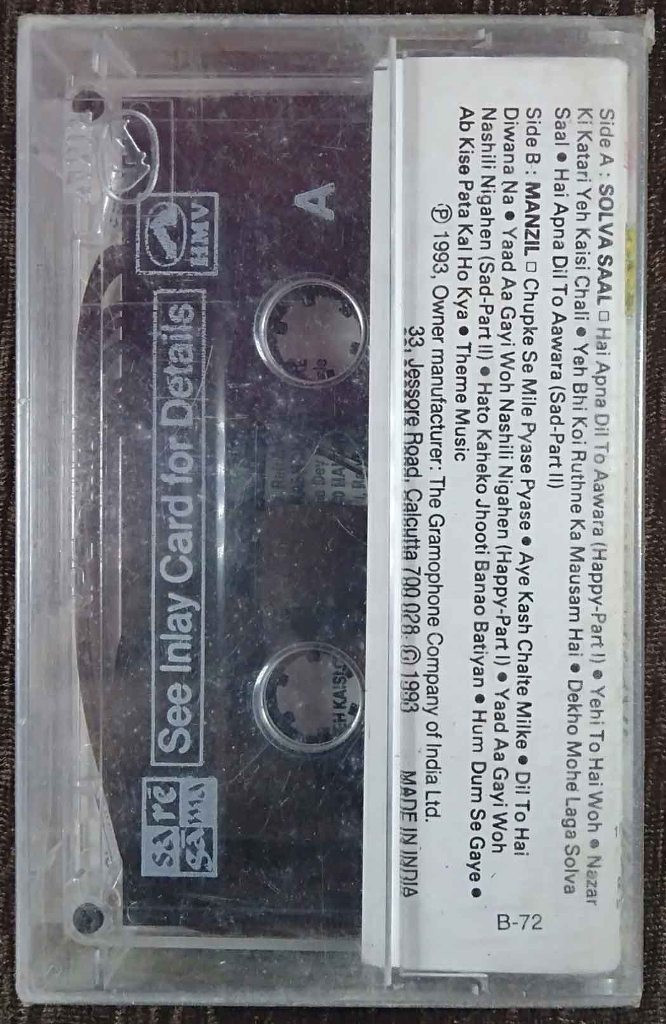 Side A : SOLVA SAAL □ Hai Apna Dil To Aawara (Happy-Part I) ● Yehi To Hai Woh ● Nazar
Ki Katari Yeh Kaisi Chali ● Yeh Bhi Koi Ruthne Ka Mausam Hai ● Dekho Mohe Laga Solva
Saal ● Hai Apna Dil To Aawara (Sad-Part II)
Side B : MANZIL □ Chupke Se Mile Pyase Pyase ● Aye Kash Chalte Milke ● Dil To Hai
Diwana Na ● Yaad Aa Gayi Woh Nashili Nigahen (Happy-Part I) ● Yaad Aa Gayi Woh
Nashili Nigahen (Sad-Part II) ● Hato Kaheko Jhooti Banao Batiyan ● Hum Dum Se Gaye ●
Ab Kise Pata Kal Ho Kya ● Theme Music
Ⓟ 1993, Owner manufacturer: The Gramophone Company of India Ltd.
33, Jessore Road, Calcutta 700 028. © 1993 MADE IN INDIA
B-72
A
HMV
See Inlay Card for Details
SA RE
GA MA